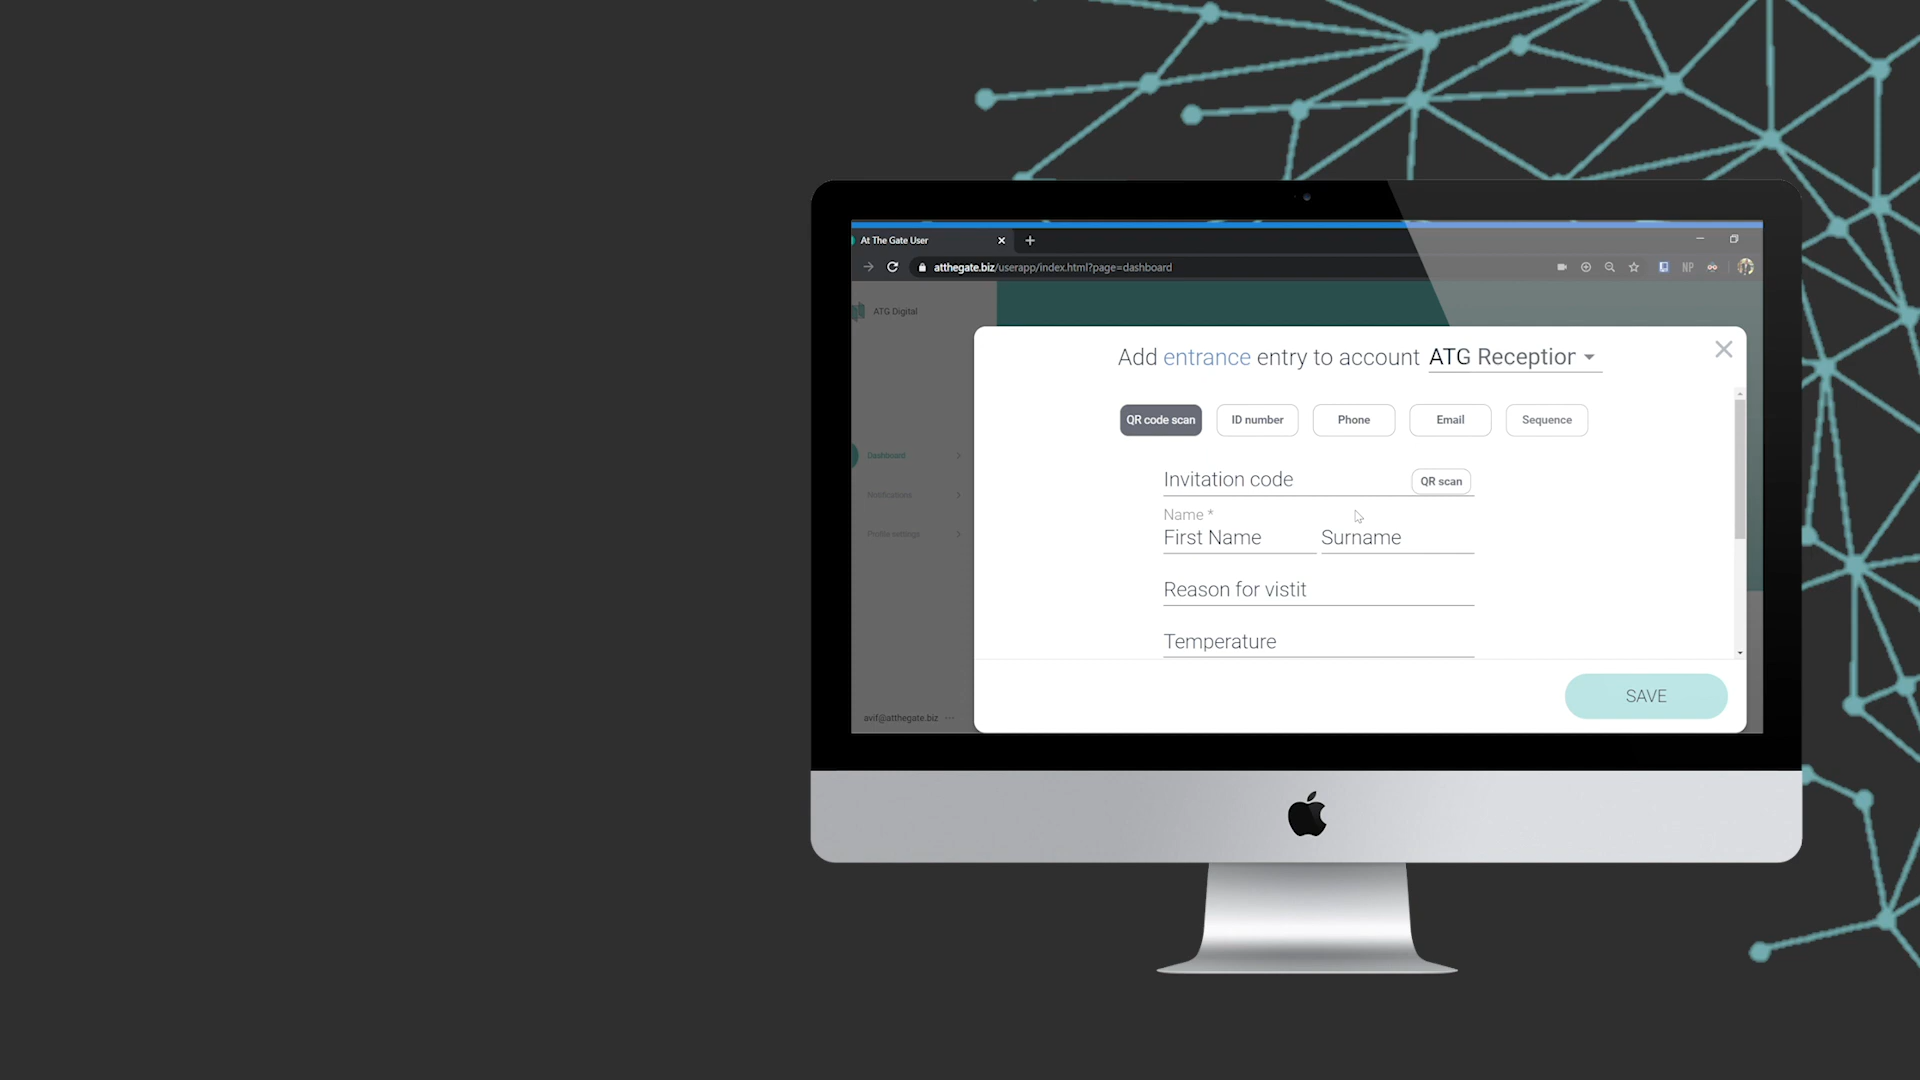 At The Gate User
atthegate.biz/userapp/index.html?page=dashboard
NP
ATG Digital
Add entrance entry to account ATG Receptior
QR code scan
ID number
Phone
Email
Sequence
Invitation code
QR scan
Name *
First Name
Surname
Reason for vistit
Temperature
Dashboard
Notifications
Profile settings
avif@atthegate.biz ...
SAVE